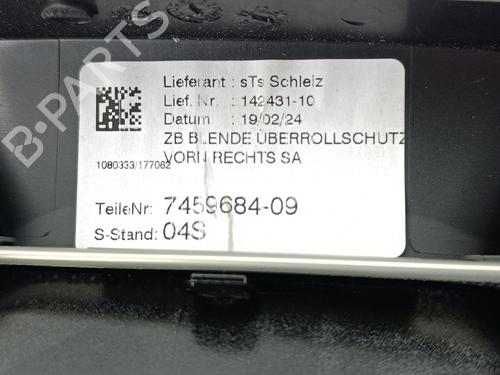 Lieferant : sTs Schleiz
Lief. Nr. : 142431-10
Datum : 19/02/24
ZB BLENDE ÜBERROLLSCHUTZ
VORN RECHTS SA
1080333/177062
TeileNr: 7459684-09
S-Stand: 04S
B-PARTS